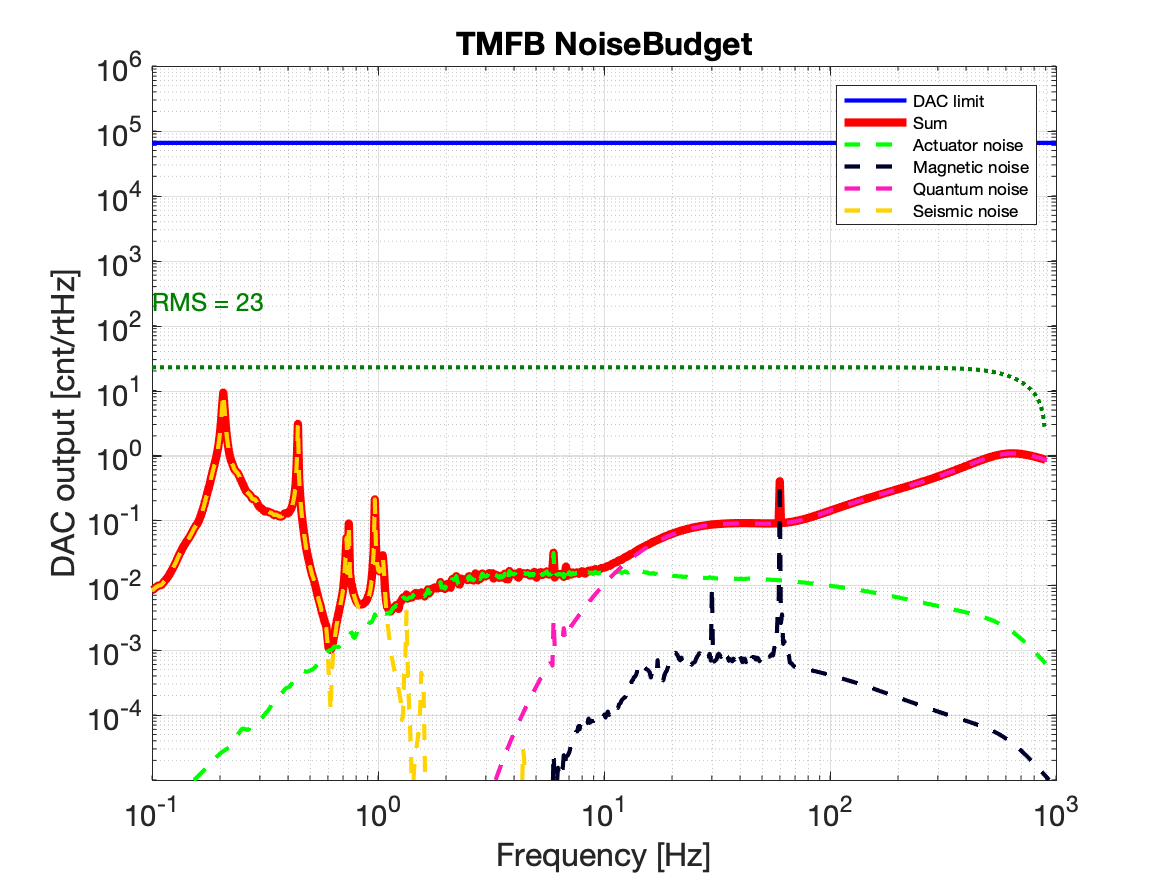 TMFB NoiseBudget
10^6
10^5
10^4
10^3
10^2
10^1
10^0
10^-1
10^-2
10^-3
10^-4
DAC output [cnt/rtHz]
DAC limit
Sum
Actuator noise
Magnetic noise
Quantum noise
Seismic noise
RMS = 23
10^-1
10^0
10^1
10^2
10^3
Frequency [Hz]